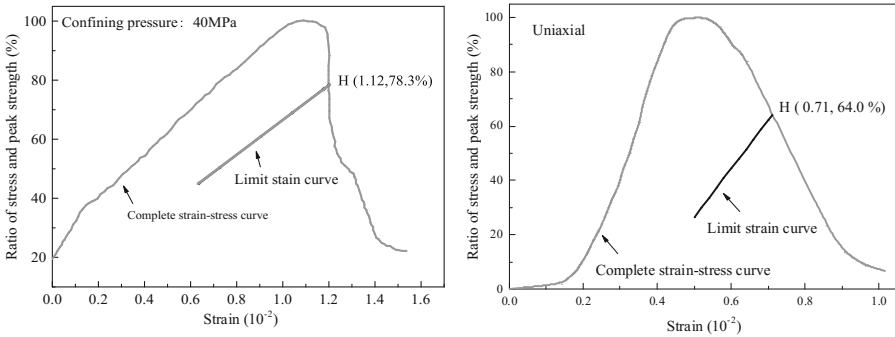 Confining pressure: 40MPa
H (1.12,78.3%)
Limit stain curve
Complete strain-stress curve
Ratio of stress and peak strength (%)
100
80
60
40
20
0.0 0.2 0.4 0.6 0.8 1.0 1.2 1.4 1.6
Strain (10-2)
Uniaxial
H ( 0.71, 64.0 %)
Limit strain curve
Complete strain-stress curve
Ratio of stress and peak strength (%)
100
80
60
40
20
0
0.0 0.2 0.4 0.6 0.8 1.0
Strain (10-2)